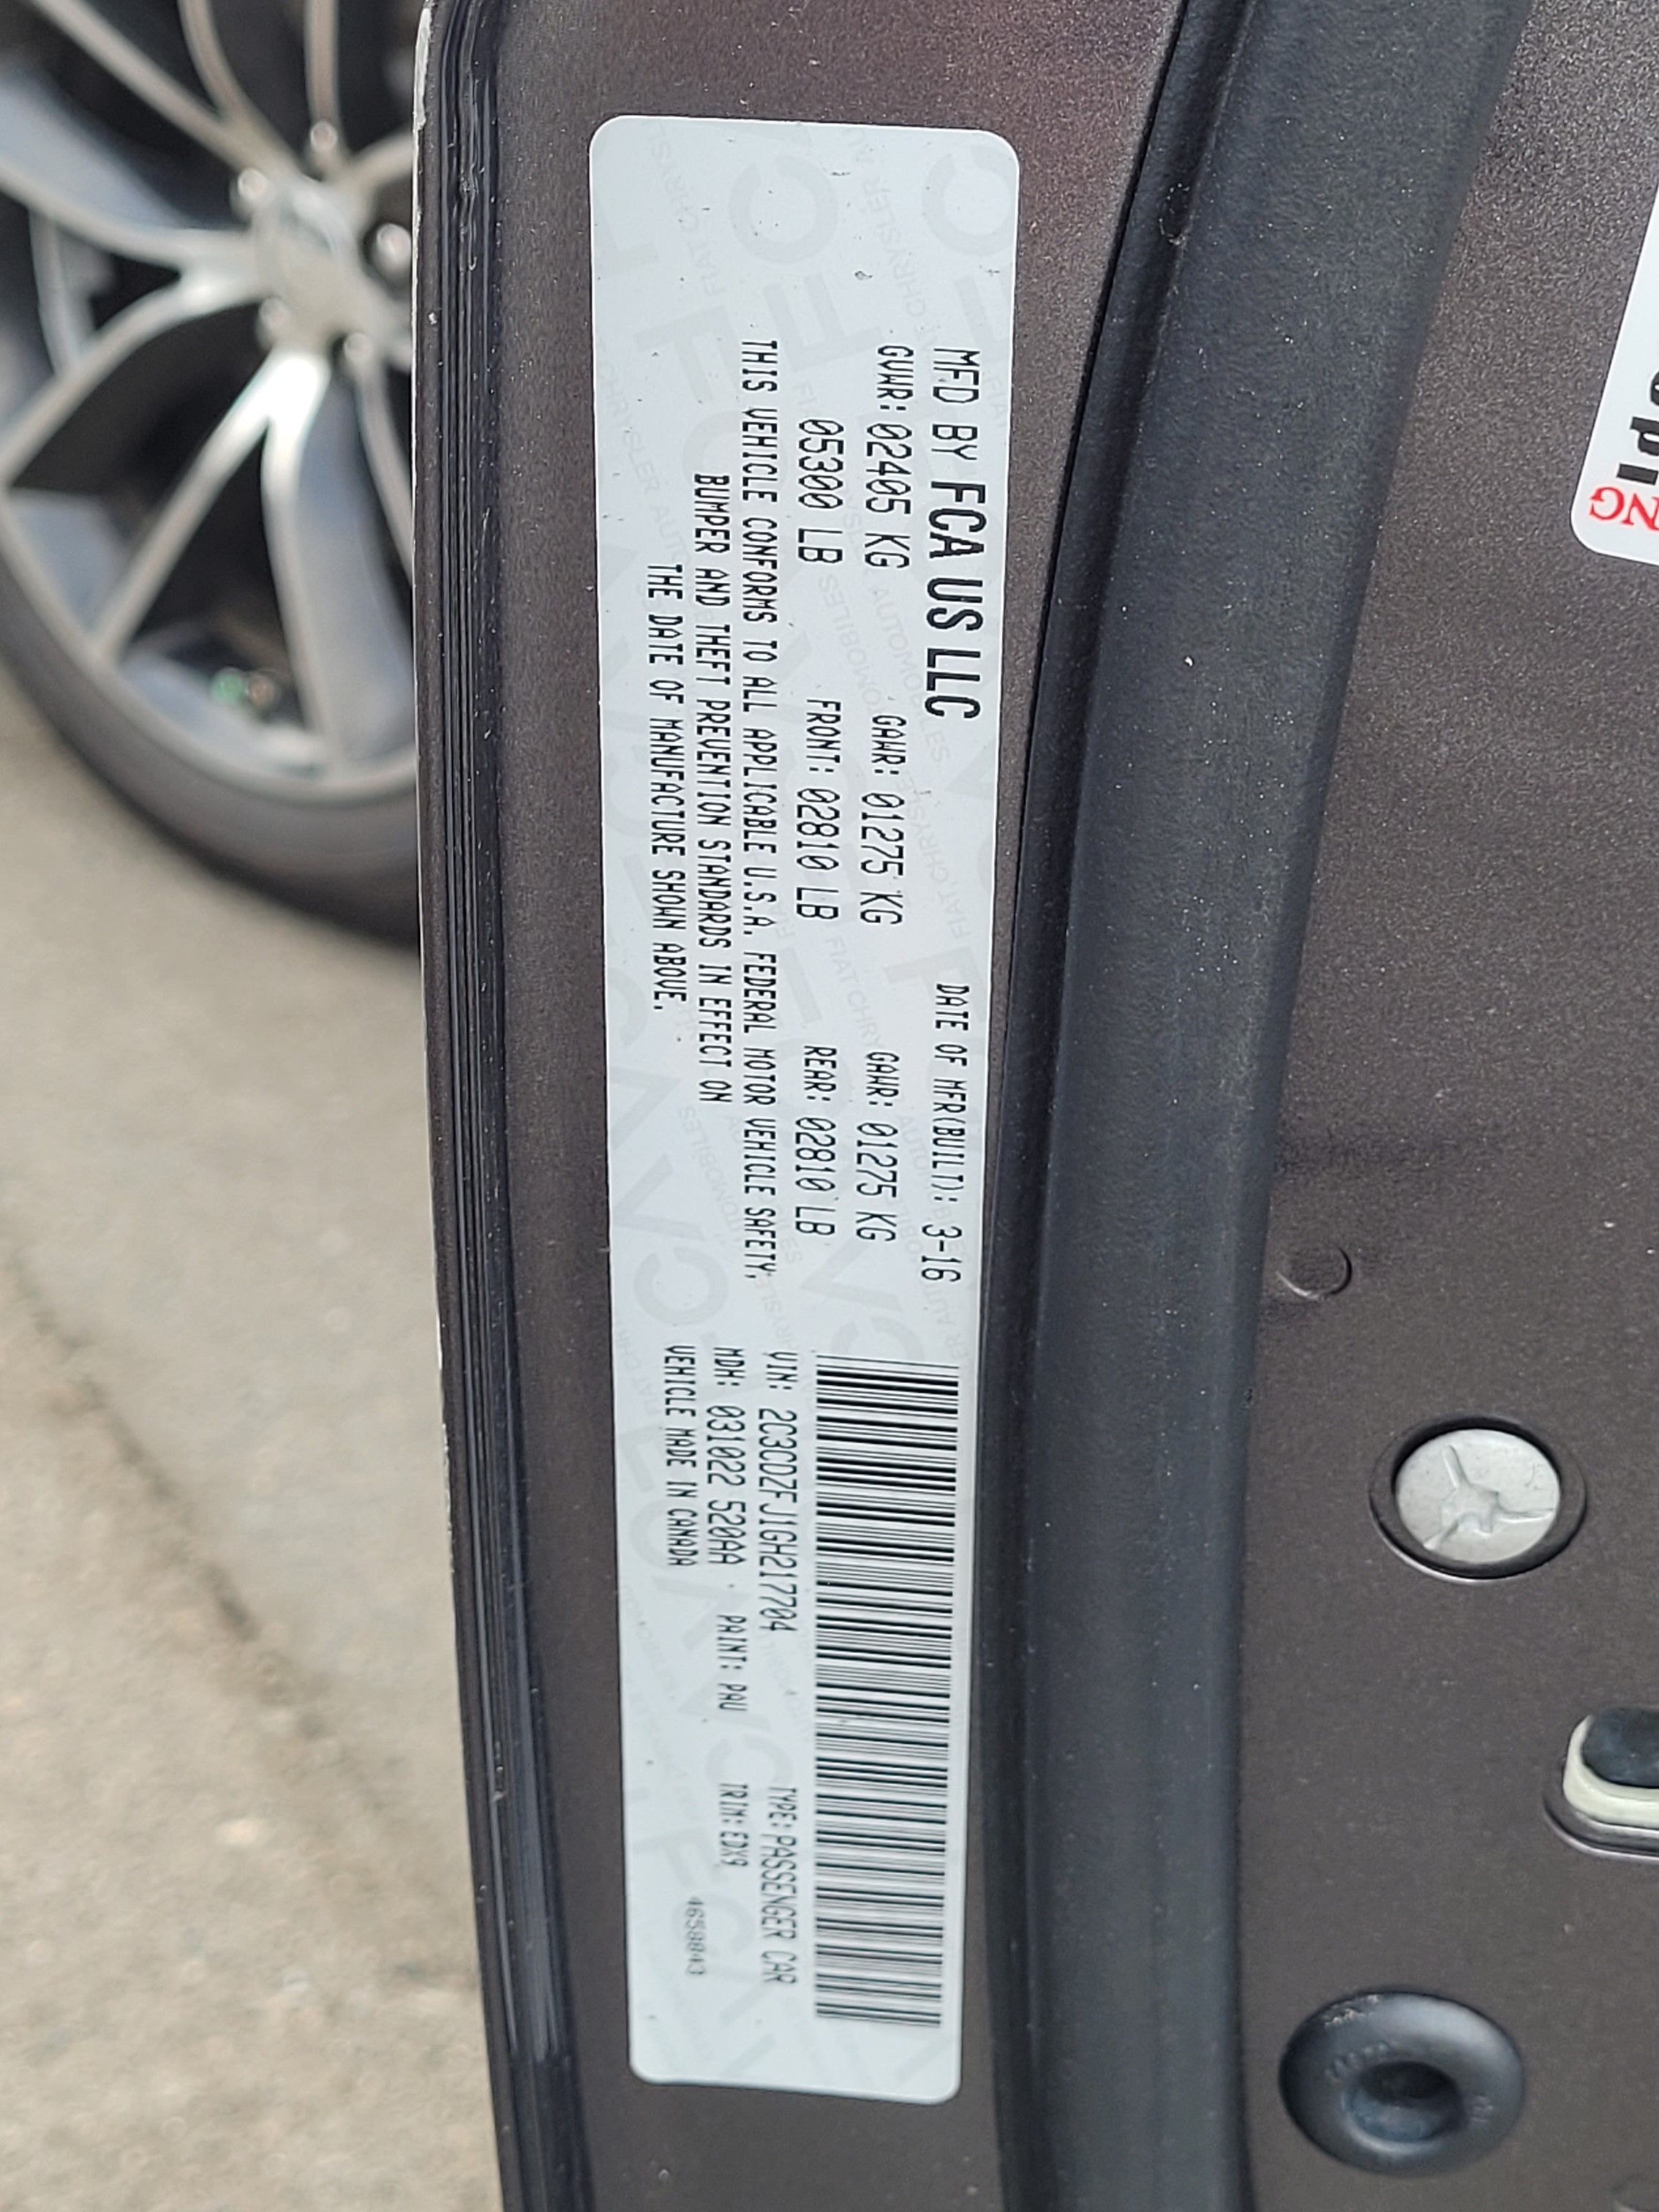 MFD BY FCA US LLC DATE OF MFR(BUILT): 3-16
GVWR: 02405 KG GAWR: 01275 KG GAWR: 01275 KG
05300 LB FRONT: 02810 LB REAR: 02810 LB
THIS VEHICLE CONFORMS TO ALL APPLICABLE U.S.A. FEDERAL MOTOR VEHICLE SAFETY,
BUMPER AND THEFT PREVENTION STANDARDS IN EFFECT ON
THE DATE OF MANUFACTURE SHOWN ABOVE.
VIN: 2C3CDZFJ1GH217704 TYPE: PASSENGER CAR
MDH: 031022 520AA PAINT: PAU TRIM: EDX9
VEHICLE MADE IN CANADA 4658843